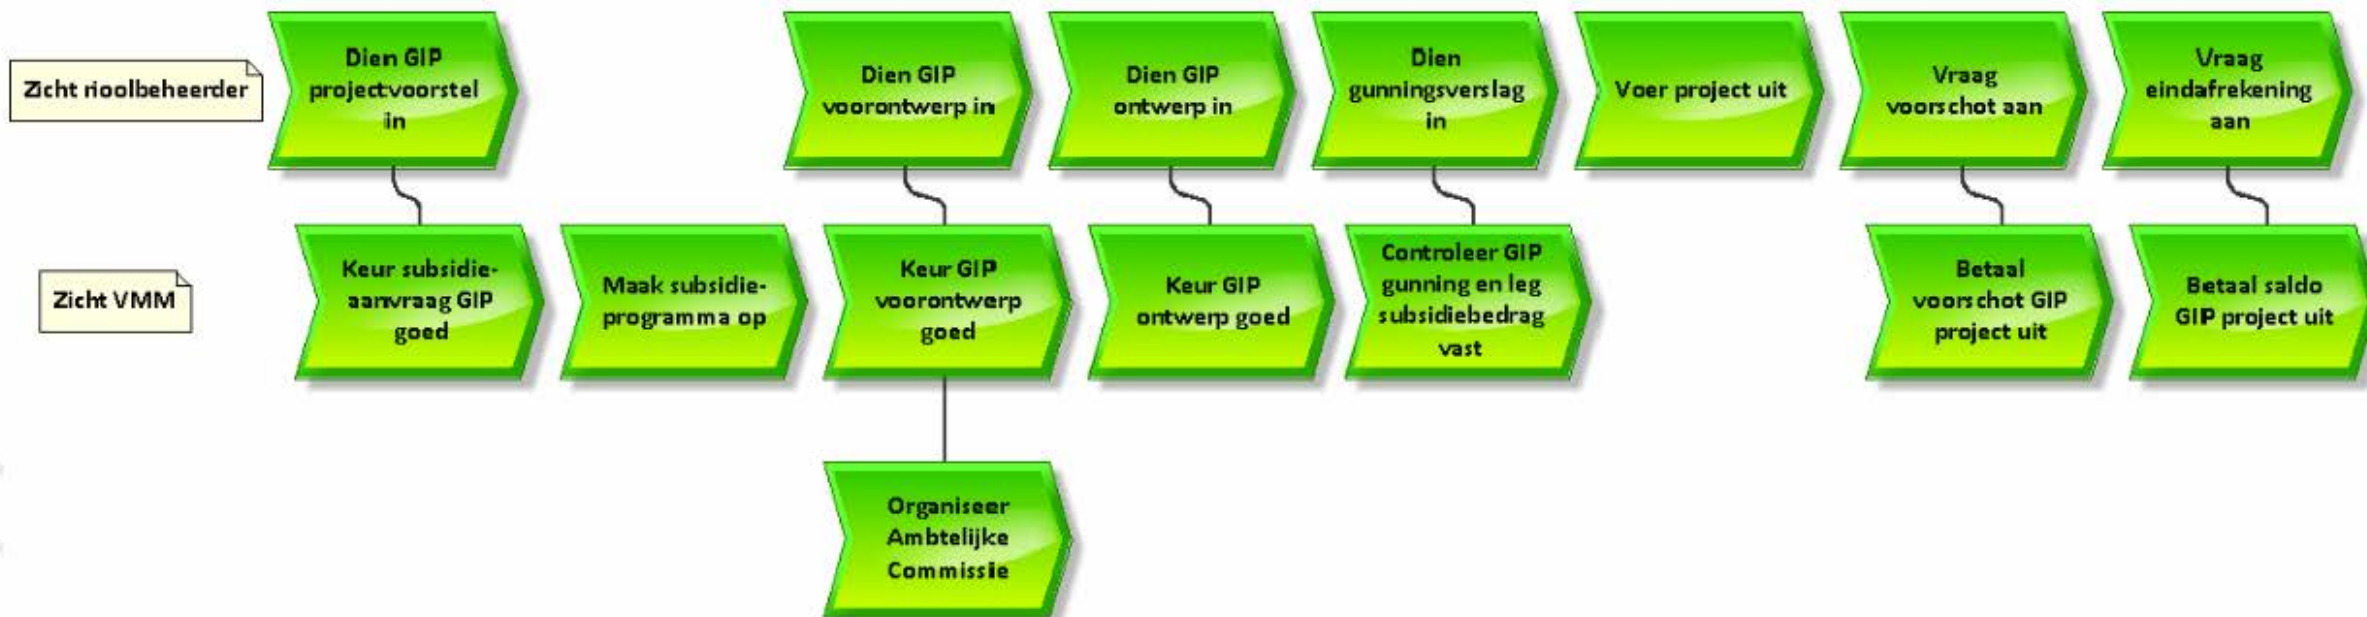 Zicht rioolbeheerder
Dien GIP
projectvoorstel
in
Dien GIP
voorontwerp in
Dien GIP
ontwerp in
Dien
gunningsverslag
in
Voer project uit
Vraag
voorschot aan
Vraag
eindafrekening
aan
Zicht VMM
Keur subsidie-
aanvraag GIP
goed
Maak subsidie-
programma op
Keur GIP
voorontwerp
goed
Keur GIP
ontwerp goed
Controleer GIP
gunning en leg
subsidiebedrag
vast
Betaal
voorschot GIP
project uit
Betaal saldo
GIP project uit
Organiseer
Ambtelijke
Commissie